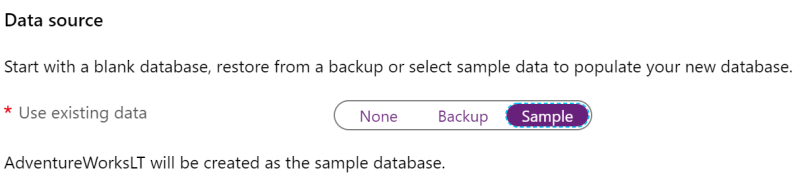 Data source
Start with a blank database, restore from a backup or select sample data to populate your new database.
* Use existing data None Backup Sample
AdventureWorksLT will be created as the sample database.